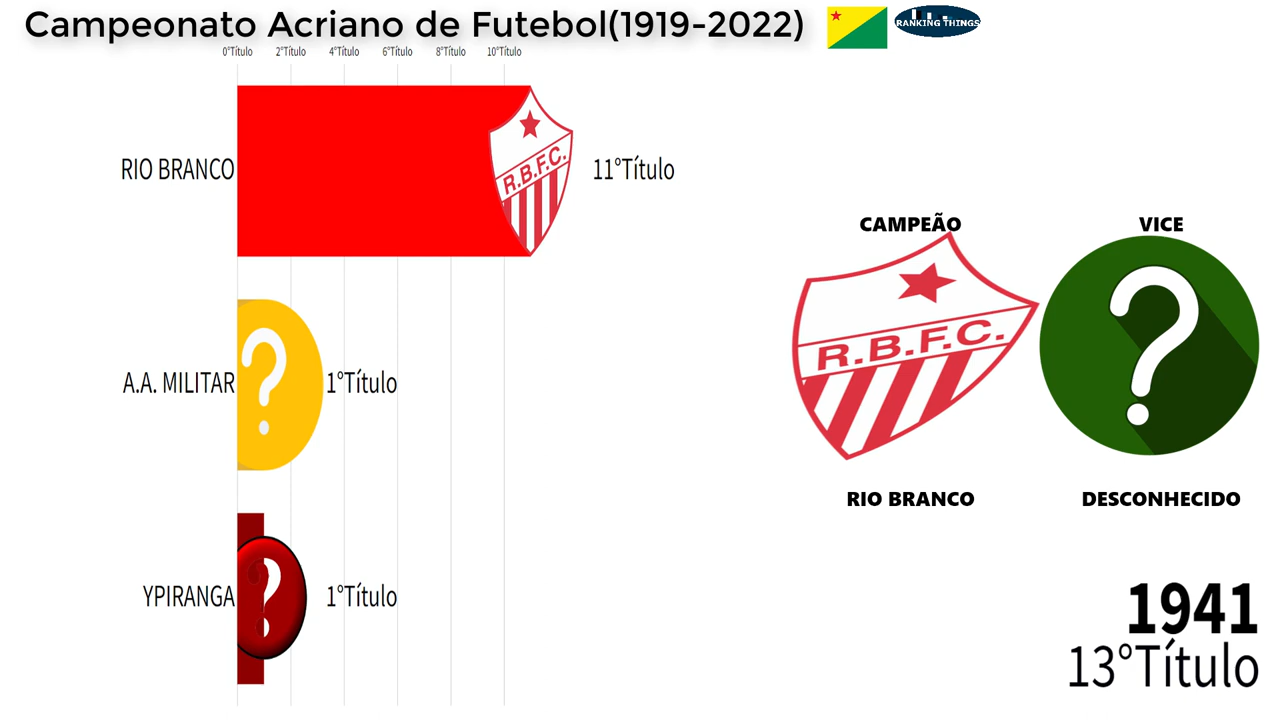 Campeonato Acriano de Futebol(1919-2022)
RANKING THINGS
0°Título 2°Título 4°Título 6°Título 8°Título 10°Título
RIO BRANCO
R.B.F.C.
11°Título
A.A. MILITAR
?
1°Título
YPIRANGA
?
1°Título
CAMPEÃO
VICE
R.B.F.C.
?
RIO BRANCO
DESCONHECIDO
1941
13°Título